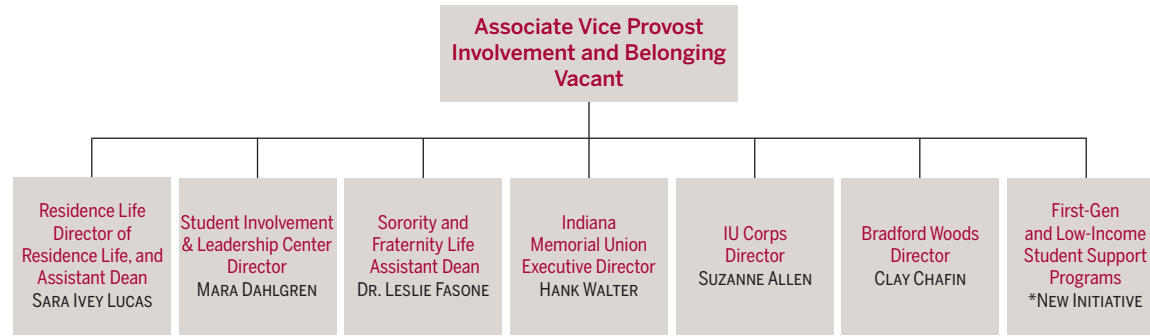 Associate Vice Provost
Involvement and Belonging
Vacant
Residence Life
Director of
Residence Life, and
Assistant Dean
SARA IVEY LUCAS
Student Involvement
& Leadership Center
Director
MARA DAHLGREN
Sorority and
Fraternity Life
Assistant Dean
DR. LESLIE FASONE
Indiana
Memorial Union
Executive Director
HANK WALTER
IU Corps
Director
SUZANNE ALLEN
Bradford Woods
Director
CLAY CHAFIN
First-Gen
and Low-Income
Student Support
Programs
*NEW INITIATIVE